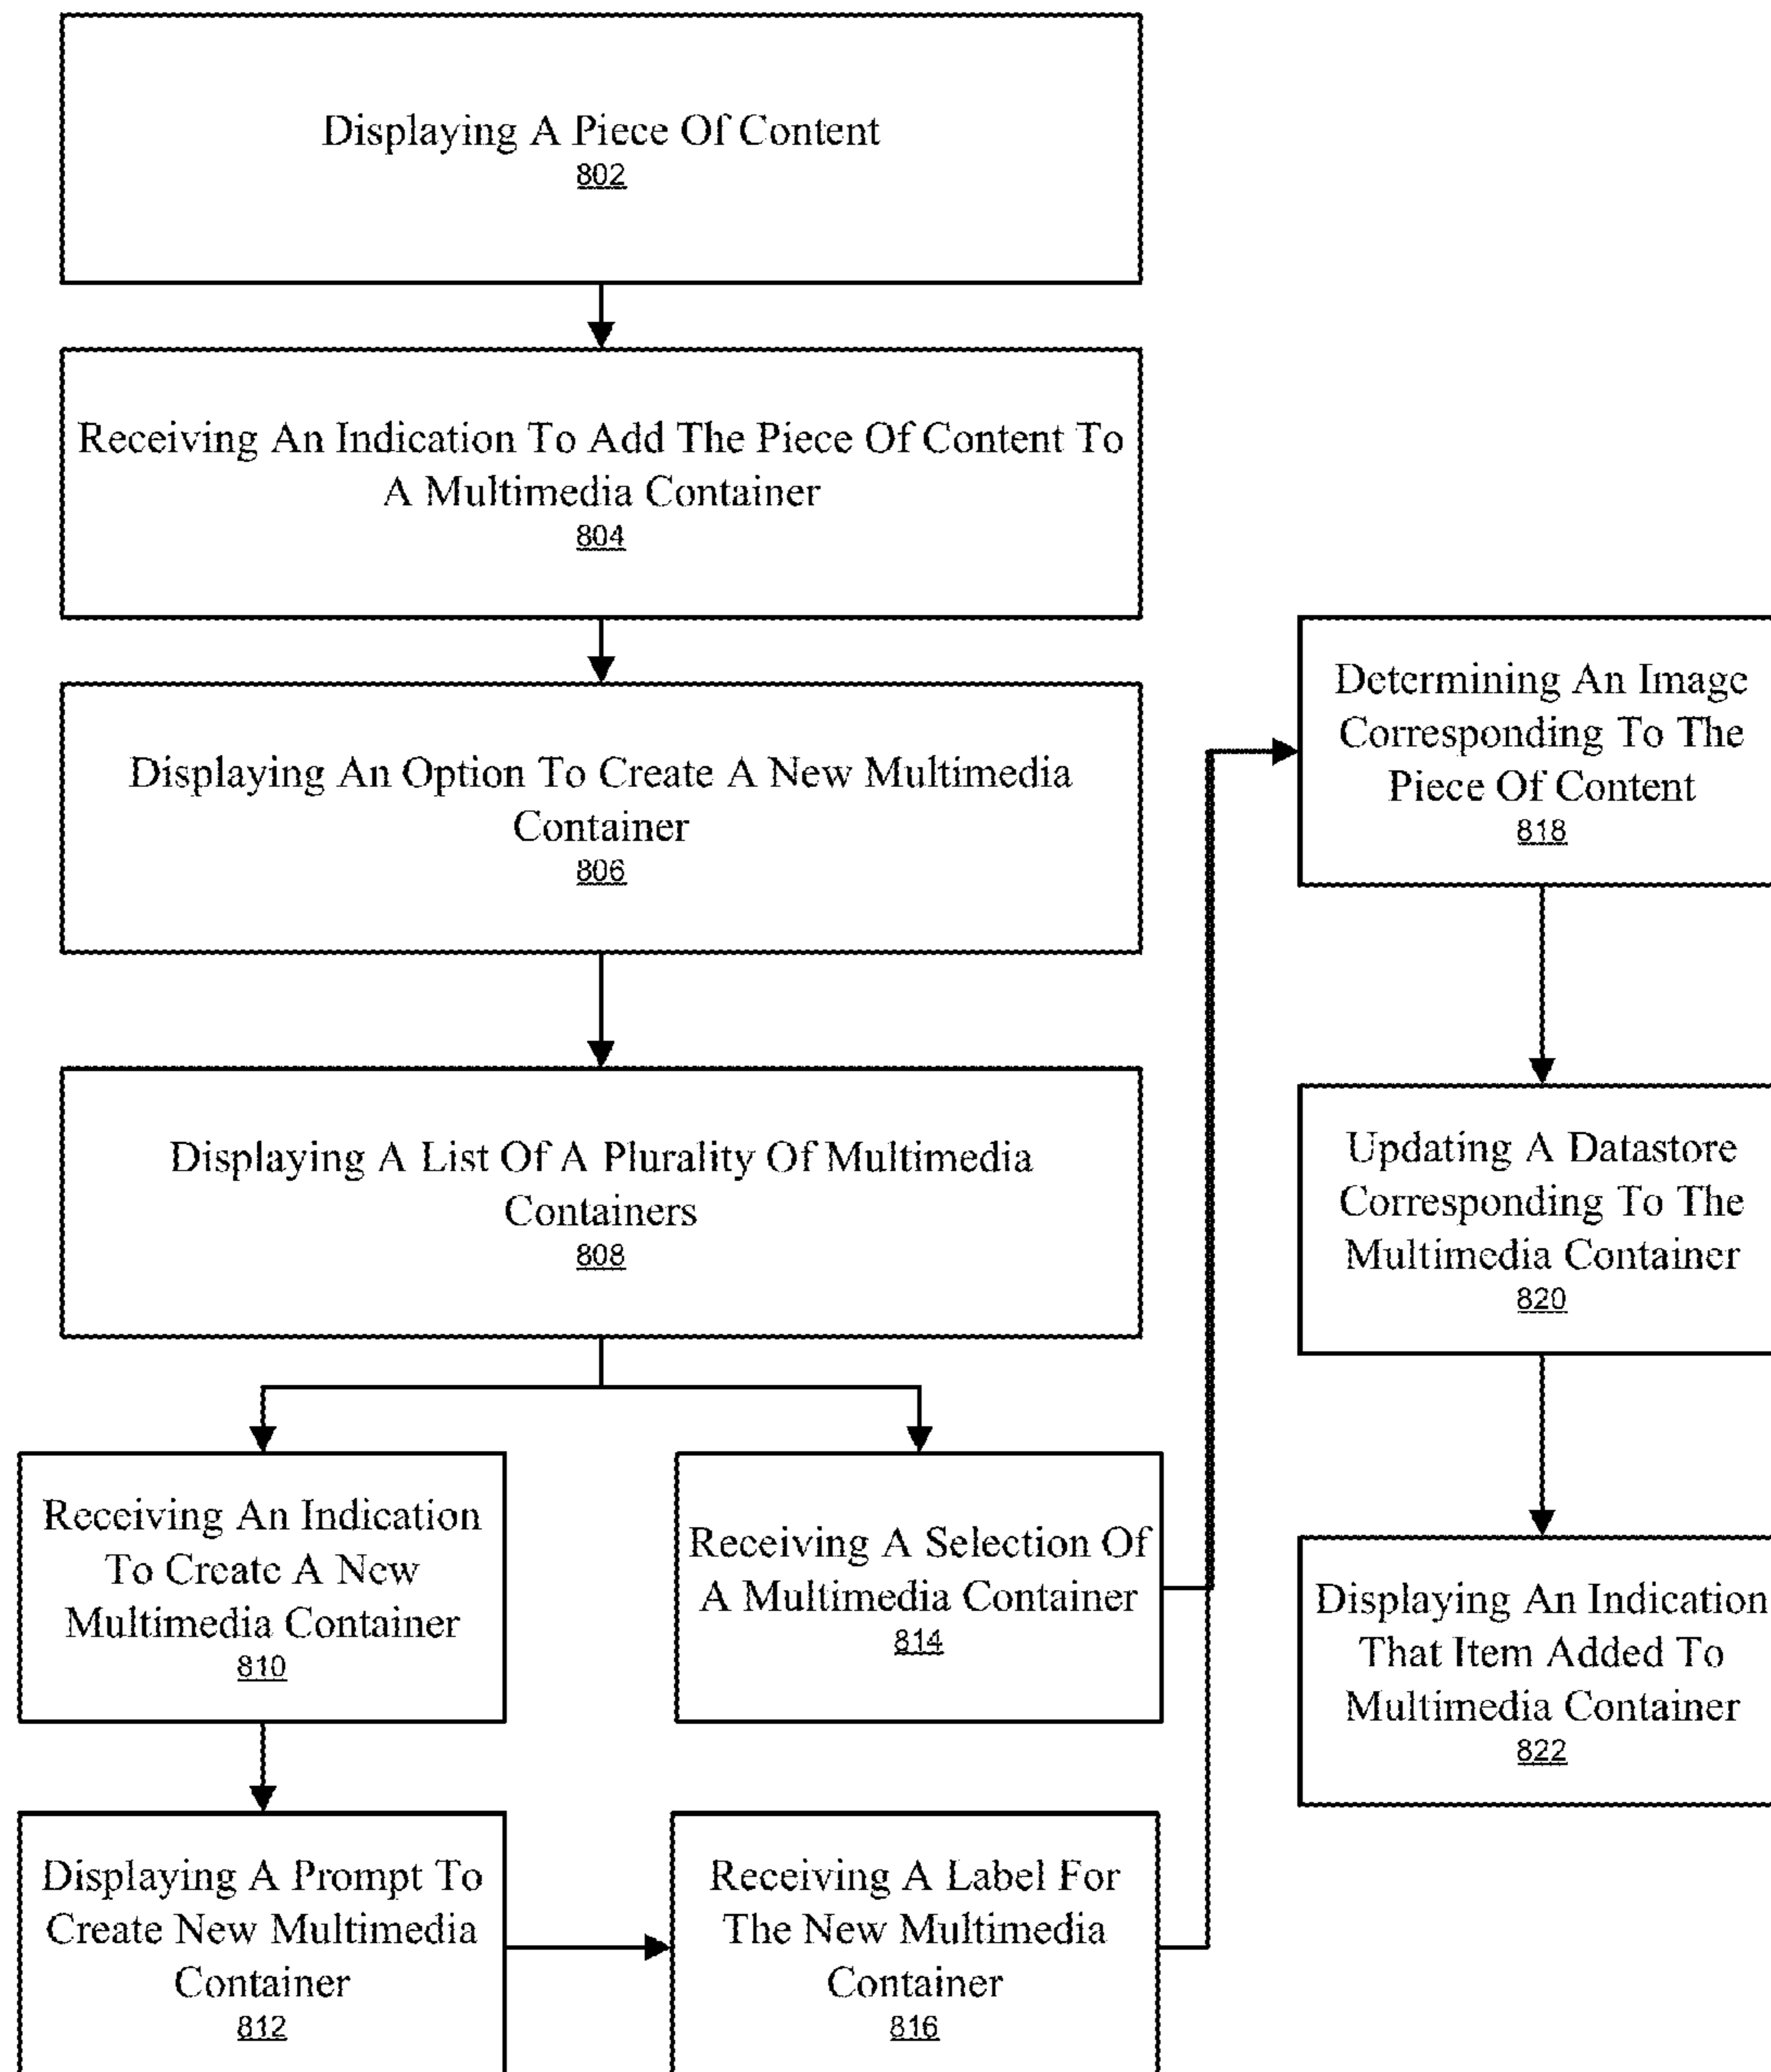 Displaying A Piece Of Content
802
Receiving An Indication To Add The Piece Of Content To
A Multimedia Container
804
Displaying An Option To Create A New Multimedia
Container
806
Displaying A List Of A Plurality Of Multimedia
Containers
808
Receiving An Indication
To Create A New
Multimedia Container
810
Displaying A Prompt To
Create New Multimedia
Container
812
Receiving A Selection Of
A Multimedia Container
814
Receiving A Label For
The New Multimedia
Container
816
Determining An Image
Corresponding To The
Piece Of Content
818
Updating A Datastore
Corresponding To The
Multimedia Container
820
Displaying An Indication
That Item Added To
Multimedia Container
822